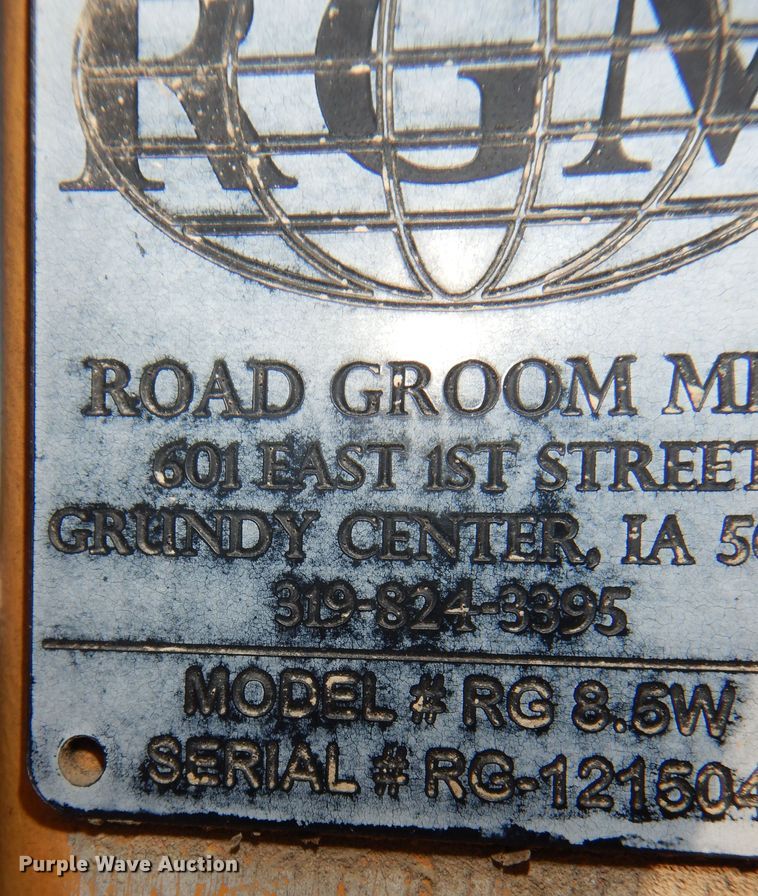 RGM
ROAD GROOM M
601 EAST 1ST STREET
GRUNDY CENTER, IA 5
319-824-3395
MODEL # RG 8.5W
SERIAL # RG-121504
Purple Wave Auction